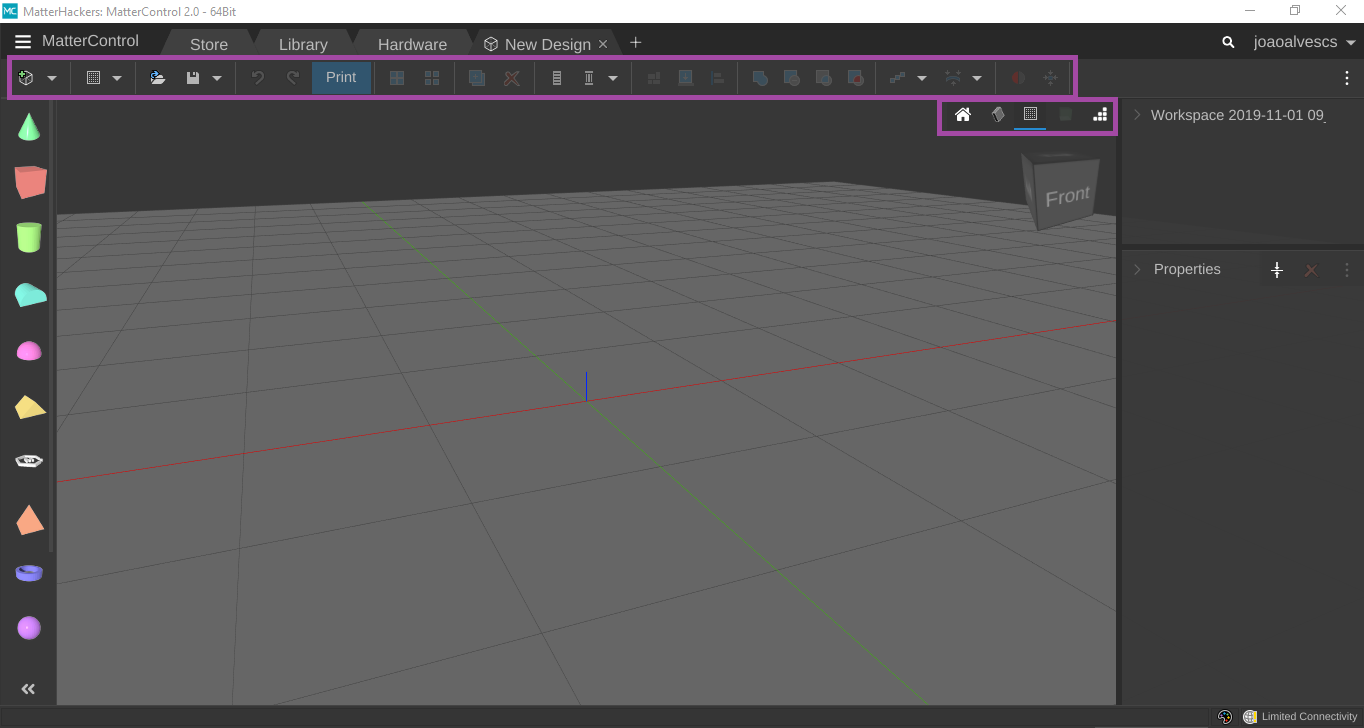 MC MatterHackers: MatterControl 2.0 - 64Bit
MatterControl
Store
Library
Hardware
New Design
joaoalvescs
Print
Workspace 2019-11-01 09_
Front
Properties
Limited Connectivity